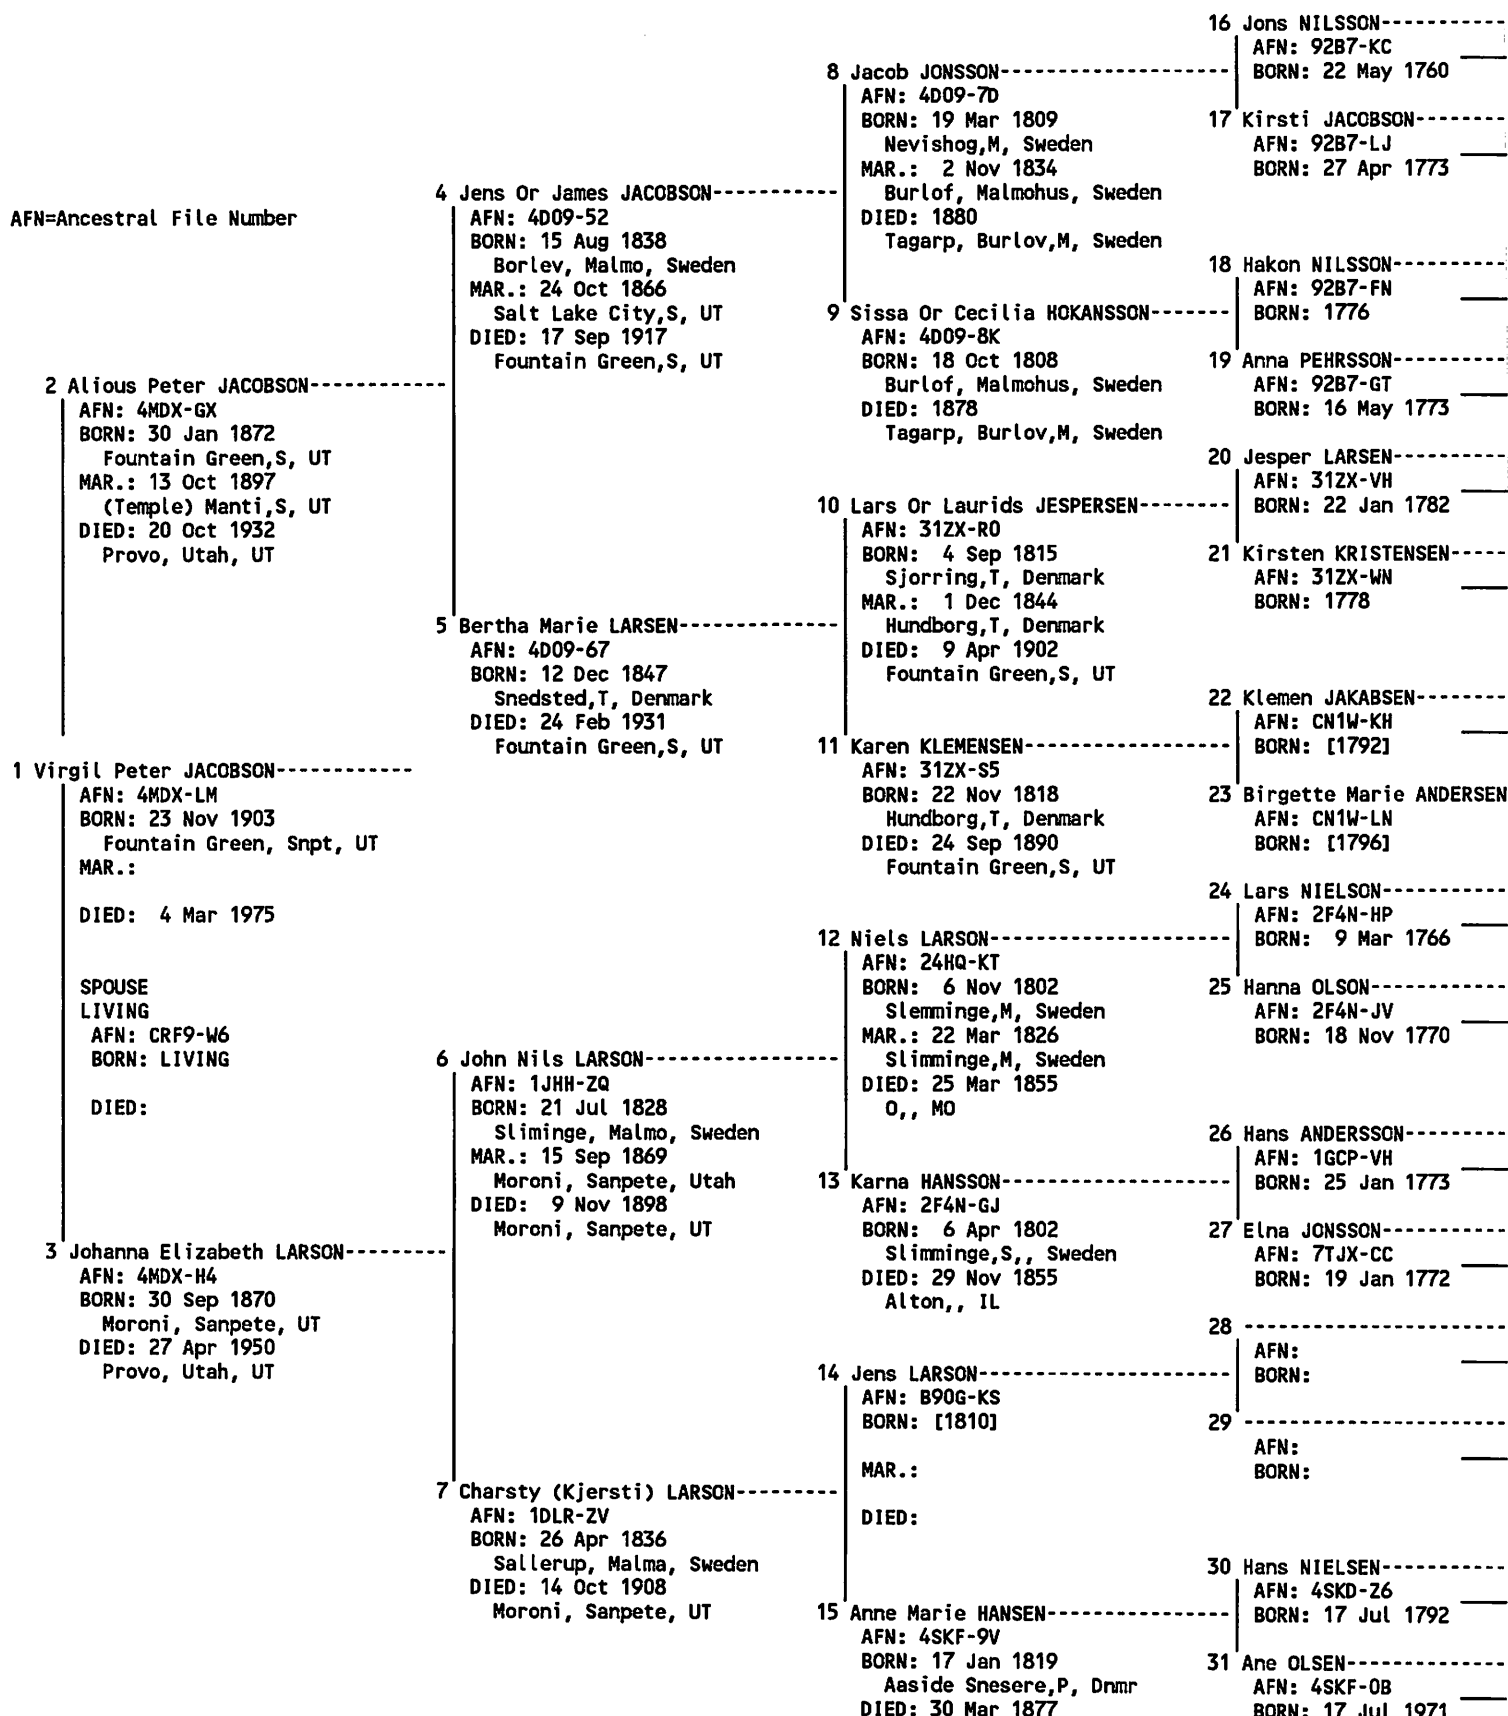 AFN=Ancestral File Number
1 Virgil Peter JACOBSON------------
AFN: 4MDX-LM
BORN: 23 Nov 1903
Fountain Green, Snpt, UT
MAR.:
DIED:  4 Mar 1975
SPOUSE
LIVING
AFN: CRF9-W6
BORN: LIVING
DIED:
2 Alious Peter JACOBSON------------
AFN: 4MDX-GX
BORN: 30 Jan 1872
Fountain Green,S, UT
MAR.: 13 Oct 1897
(Temple) Manti,S, UT
DIED: 20 Oct 1932
Provo, Utah, UT
3 Johanna Elizabeth LARSON---------
AFN: 4MDX-H4
BORN: 30 Sep 1870
Moroni, Sanpete, UT
DIED: 27 Apr 1950
Provo, Utah, UT
4 Jens Or James JACOBSON-----------
AFN: 4D09-52
BORN: 15 Aug 1838
Borlev, Malmo, Sweden
MAR.: 24 Oct 1866
Salt Lake City,S, UT
DIED: 17 Sep 1917
Fountain Green,S, UT
5 Bertha Marie LARSEN--------------
AFN: 4D09-67
BORN: 12 Dec 1847
Snedsted,T, Denmark
DIED: 24 Feb 1931
Fountain Green,S, UT
6 John Nils LARSON-----------------
AFN: 1JHH-ZQ
BORN: 21 Jul 1828
Sliminge, Malmo, Sweden
MAR.: 15 Sep 1869
Moroni, Sanpete, Utah
DIED:  9 Nov 1898
Moroni, Sanpete, UT
7 Charsty (Kjersti) LARSON---------
AFN: 1DLR-ZV
BORN: 26 Apr 1836
Sallerup, Malma, Sweden
DIED: 14 Oct 1908
Moroni, Sanpete, UT
8 Jacob JONSSON-------------------
AFN: 4D09-7D
BORN: 19 Mar 1809
Nevishog,M, Sweden
MAR.:  2 Nov 1834
Burlof, Malmohus, Sweden
DIED: 1880
Tagarp, Burlov,M, Sweden
9 Sissa Or Cecilia HOKANSSON-------
AFN: 4D09-8K
BORN: 18 Oct 1808
Burlof, Malmohus, Sweden
DIED: 1878
Tagarp, Burlov,M, Sweden
10 Lars Or Laurids JESPERSEN--------
AFN: 31ZX-R0
BORN:  4 Sep 1815
Sjorring,T, Denmark
MAR.:  1 Dec 1844
Hundborg,T, Denmark
DIED:  9 Apr 1902
Fountain Green,S, UT
11 Karen KLEMENSEN-----------------
AFN: 31ZX-S5
BORN: 22 Nov 1818
Hundborg,T, Denmark
DIED: 24 Sep 1890
Fountain Green,S, UT
12 Niels LARSON--------------------
AFN: 24HQ-KT
BORN:  6 Nov 1802
Slemminge,M, Sweden
MAR.: 22 Mar 1826
Slimminge,M, Sweden
DIED: 25 Mar 1855
O,, MO
13 Karna HANSSON-------------------
AFN: 2F4N-GJ
BORN:  6 Apr 1802
Slimminge,S,, Sweden
DIED: 29 Nov 1855
Alton,, IL
14 Jens LARSON---------------------
AFN: B90G-KS
BORN: [1810]
MAR.:
DIED:
15 Anne Marie HANSEN---------------
AFN: 4SKF-9V
BORN: 17 Jan 1819
Aaside Snesere,P, Dnmr
DIED: 30 Mar 1877
16 Jons NILSSON-----------
AFN: 92B7-KC
BORN: 22 May 1760
17 Kirsti JACOBSON--------
AFN: 92B7-LJ
BORN: 27 Apr 1773
18 Hakon NILSSON----------
AFN: 92B7-FN
BORN: 1776
19 Anna PEHRSSON----------
AFN: 92B7-GT
BORN: 16 May 1773
20 Jesper LARSEN----------
AFN: 31ZX-VH
BORN: 22 Jan 1782
21 Kirsten KRISTENSEN-----
AFN: 31ZX-WN
BORN: 1778
22 Klemen JAKABSEN--------
AFN: CN1W-KH
BORN: [1792]
23 Birgette Marie ANDERSEN
AFN: CN1W-LN
BORN: [1796]
24 Lars NIELSON-----------
AFN: 2F4N-HP
BORN:  9 Mar 1766
25 Hanna OLSON------------
AFN: 2F4N-JV
BORN: 18 Nov 1770
26 Hans ANDERSSON---------
AFN: 1GCP-VH
BORN: 25 Jan 1773
27 Elna JONSSON-----------
AFN: 7TJX-CC
BORN: 19 Jan 1772
28 -----------------------
AFN:
BORN:
29 -----------------------
AFN:
BORN:
30 Hans NIELSEN-----------
AFN: 4SKD-Z6
BORN: 17 Jul 1792
31 Ane OLSEN--------------
AFN: 4SKF-0B
BORN: 17 Jul 1971